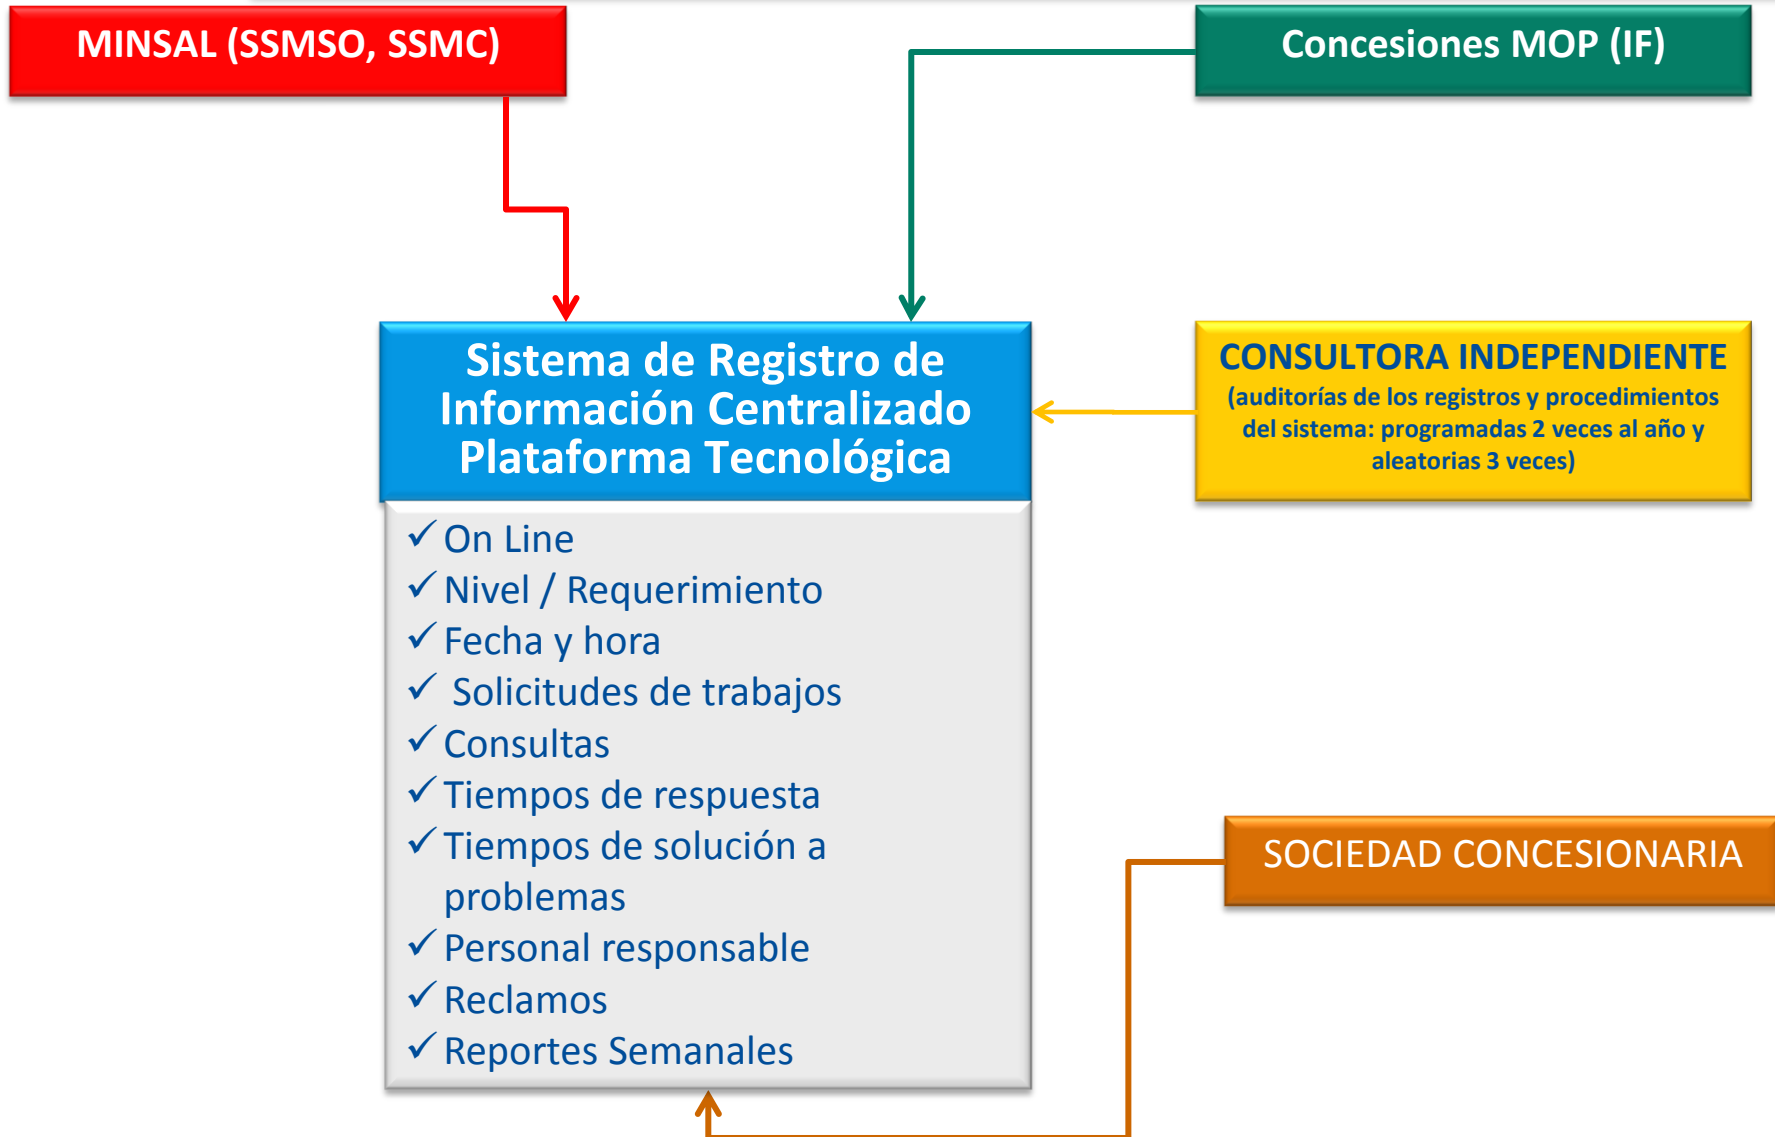 MINSAL (SSMSO, SSMC)
Concesiones MOP (IF)
Sistema de Registro de
Información Centralizado
Plataforma Tecnológica
CONSULTORA INDEPENDIENTE
(auditorías de los registros y procedimientos
del sistema: programadas 2 veces al año y
aleatorias 3 veces)
✓ On Line
✓ Nivel / Requerimiento
✓ Fecha y hora
✓ Solicitudes de trabajos
✓ Consultas
✓ Tiempos de respuesta
✓ Tiempos de solución a
problemas
✓ Personal responsable
✓ Reclamos
✓ Reportes Semanales
SOCIEDAD CONCESIONARIA